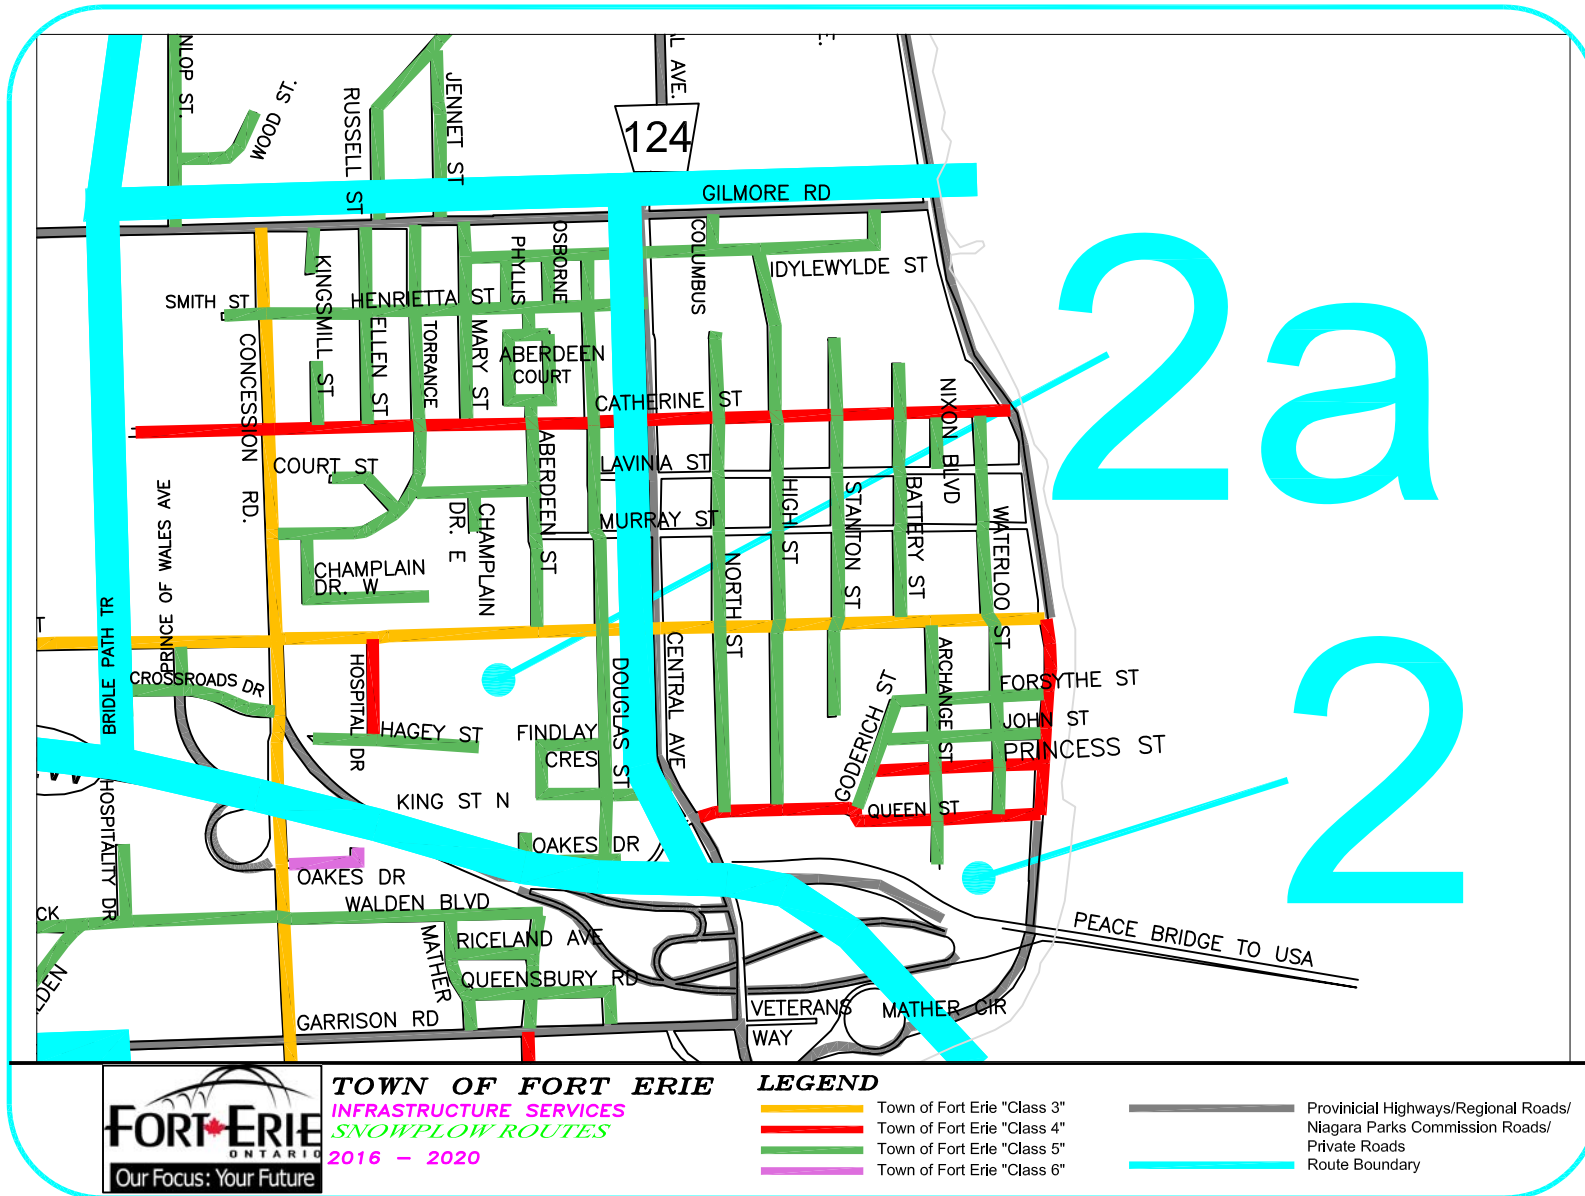 NLOP ST.
WOOD ST.
RUSSELL ST
JENNET ST
AL AVE.
124
GILMORE RD
COLUMBUS
IDYLEWYLDE ST
OSBORNE
PHYLLIS
SMITH ST
KINGSMILL ST
HENRIETTA ST
ELLEN ST
TORRANCE
MARY ST
ABERDEEN
COURT
CONCESSION RD.
CATHERINE ST
NIXON BLVD
2a
COURT ST
LAVINIA ST
ABERDEEN ST
MURRAY ST
HIGH ST
STANTON ST
BATTERY ST
WATERLOO ST
PRINCE OF WALES AVE
CHAMPLAIN
DR. E
CHAMPLAIN
DR. W
NORTH ST
BRIDLE PATH TR
T
CROSSROADS DR
HOSPITAL DR
HAGEY ST
FINDLAY
CRES
DOUGLAS ST
CENTRAL AVE
GODERICH ST
ARCHANGE ST
FORSYTHE ST
JOHN ST
PRINCESS ST
QUEEN ST
2
KING ST N
OAKES DR
OAKES DR
HOSPITALITY DR
WALDEN BLVD
CK
LDEN
MATHER
RICELAND AVE
QUEENSBURY RD
GARRISON RD
VETERANS
WAY
MATHER CIR
PEACE BRIDGE TO USA
FORT ERIE
ONTARIO
Our Focus: Your Future
TOWN OF FORT ERIE
INFRASTRUCTURE SERVICES
SNOWPLOW ROUTES
2016 – 2020
LEGEND
Town of Fort Erie "Class 3"
Town of Fort Erie "Class 4"
Town of Fort Erie "Class 5"
Town of Fort Erie "Class 6"
Provinicial Highways/Regional Roads/
Niagara Parks Commission Roads/
Private Roads
Route Boundary